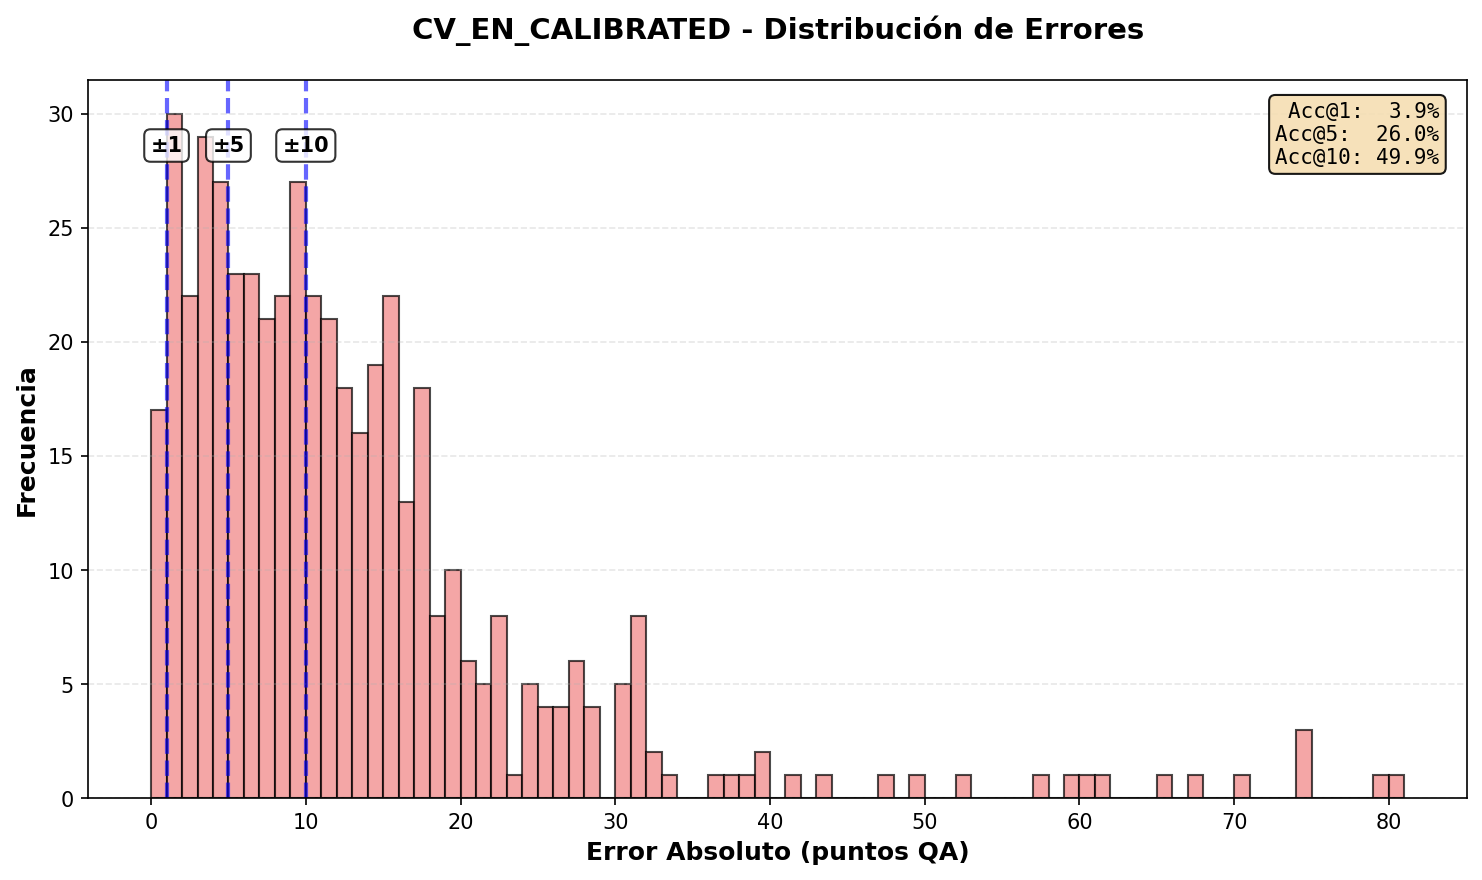 CV_EN_CALIBRATED - Distribución de Errores
Acc@1: 3.9%
Acc@5: 26.0%
Acc@10: 49.9%
±1 ±5 ±10
30
25
20
15
10
5
0
Frecuencia
0 10 20 30 40 50 60 70 80
Error Absoluto (puntos QA)